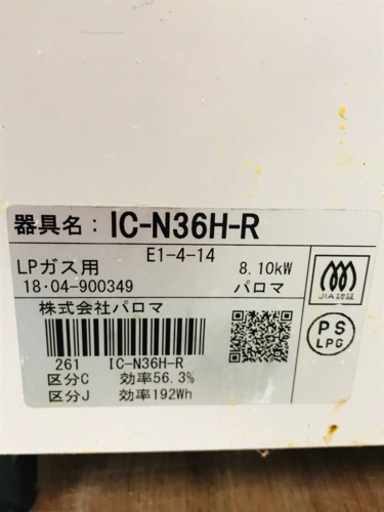 器具名：IC-N36H-R
E1-4-14
LPガス用 8.10kW
18･04-900349 パロマ
株式会社パロマ
261 IC-N36H-R
区分C 効率56.3%
区分J 効率192Wh
JIA認証
PS
LPG